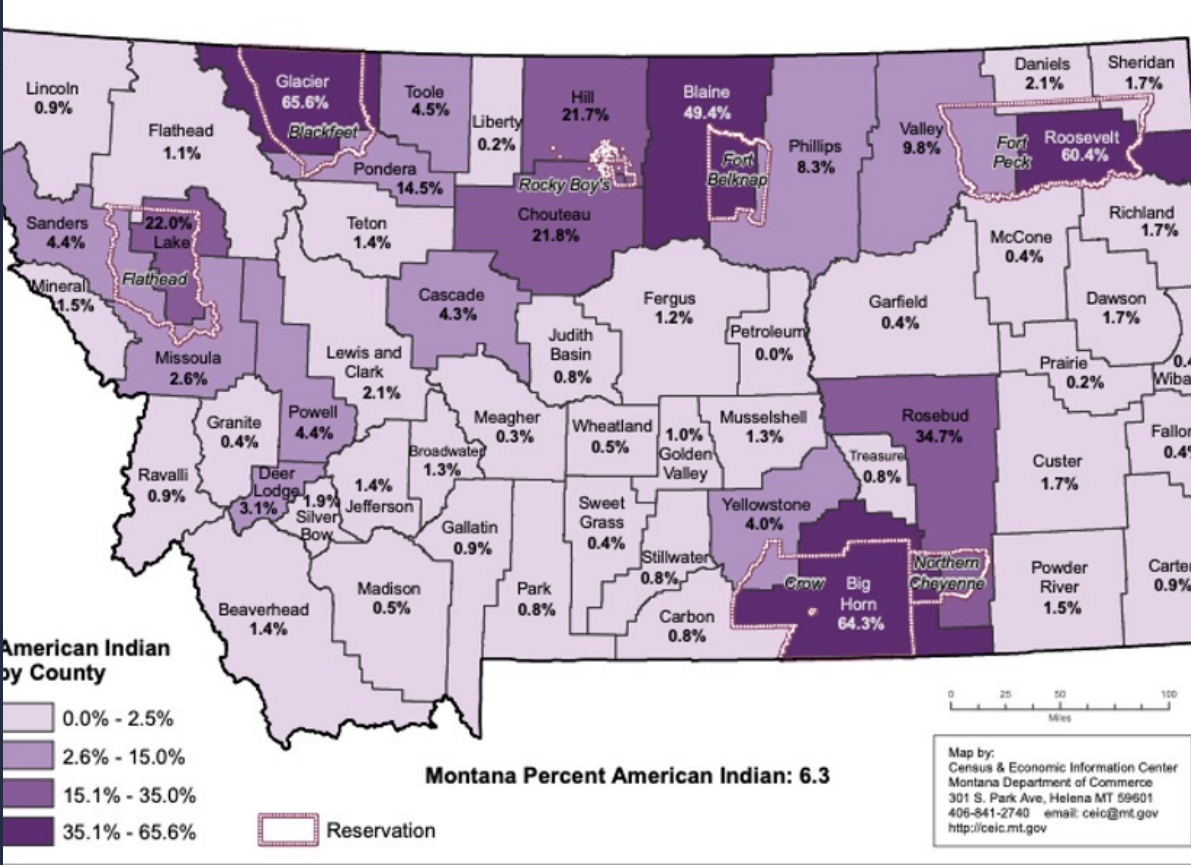 Lincoln
0.9%
Flathead
1.1%
Glacier
65.6%
Blackfeet
Toole
4.5%
Liberty
0.2%
Hill
21.7%
Rocky Boy's
Blaine
49.4%
Fort
Belknap
Phillips
8.3%
Valley
9.8%
Daniels
2.1%
Sheridan
1.7%
Fort
Peck
Roosevelt
60.4%
Pondera
14.5%
Sanders
4.4%
22.0%
Lake
Flathead
Teton
1.4%
Chouteau
21.8%
Richland
1.7%
McCone
0.4%
Mineral
1.5%
Cascade
4.3%
Fergus
1.2%
Garfield
0.4%
Dawson
1.7%
Missoula
2.6%
Lewis and
Clark
2.1%
Judith
Basin
0.8%
Petroleum
0.0%
Prairie
0.2%
0.4
Wiba
Granite
0.4%
Powell
4.4%
Meagher
0.3%
Wheatland
0.5%
1.0%
Golden
Valley
Musselshell
1.3%
Rosebud
34.7%
Fallon
0.4%
Ravalli
0.9%
Deer
Lodge
3.1%
1.9%
Silver
Bow
1.4%
Jefferson
Broadwater
1.3%
Treasure
0.8%
Custer
1.7%
Gallatin
0.9%
Sweet
Grass
0.4%
Yellowstone
4.0%
Stillwater
0.8%
Beaverhead
1.4%
Madison
0.5%
Park
0.8%
Carbon
0.8%
Crow
Big
Horn
64.3%
Northern
Cheyenne
Powder
River
1.5%
Carter
0.9%
American Indian
by County
0.0% - 2.5%
2.6% - 15.0%
15.1% - 35.0%
35.1% - 65.6%
Reservation
Montana Percent American Indian: 6.3
0 25 50 100
Miles
Map by:
Census & Economic Information Center
Montana Department of Commerce
301 S. Park Ave, Helena MT 59601
406-841-2740 email: ceic@mt.gov
http://ceic.mt.gov